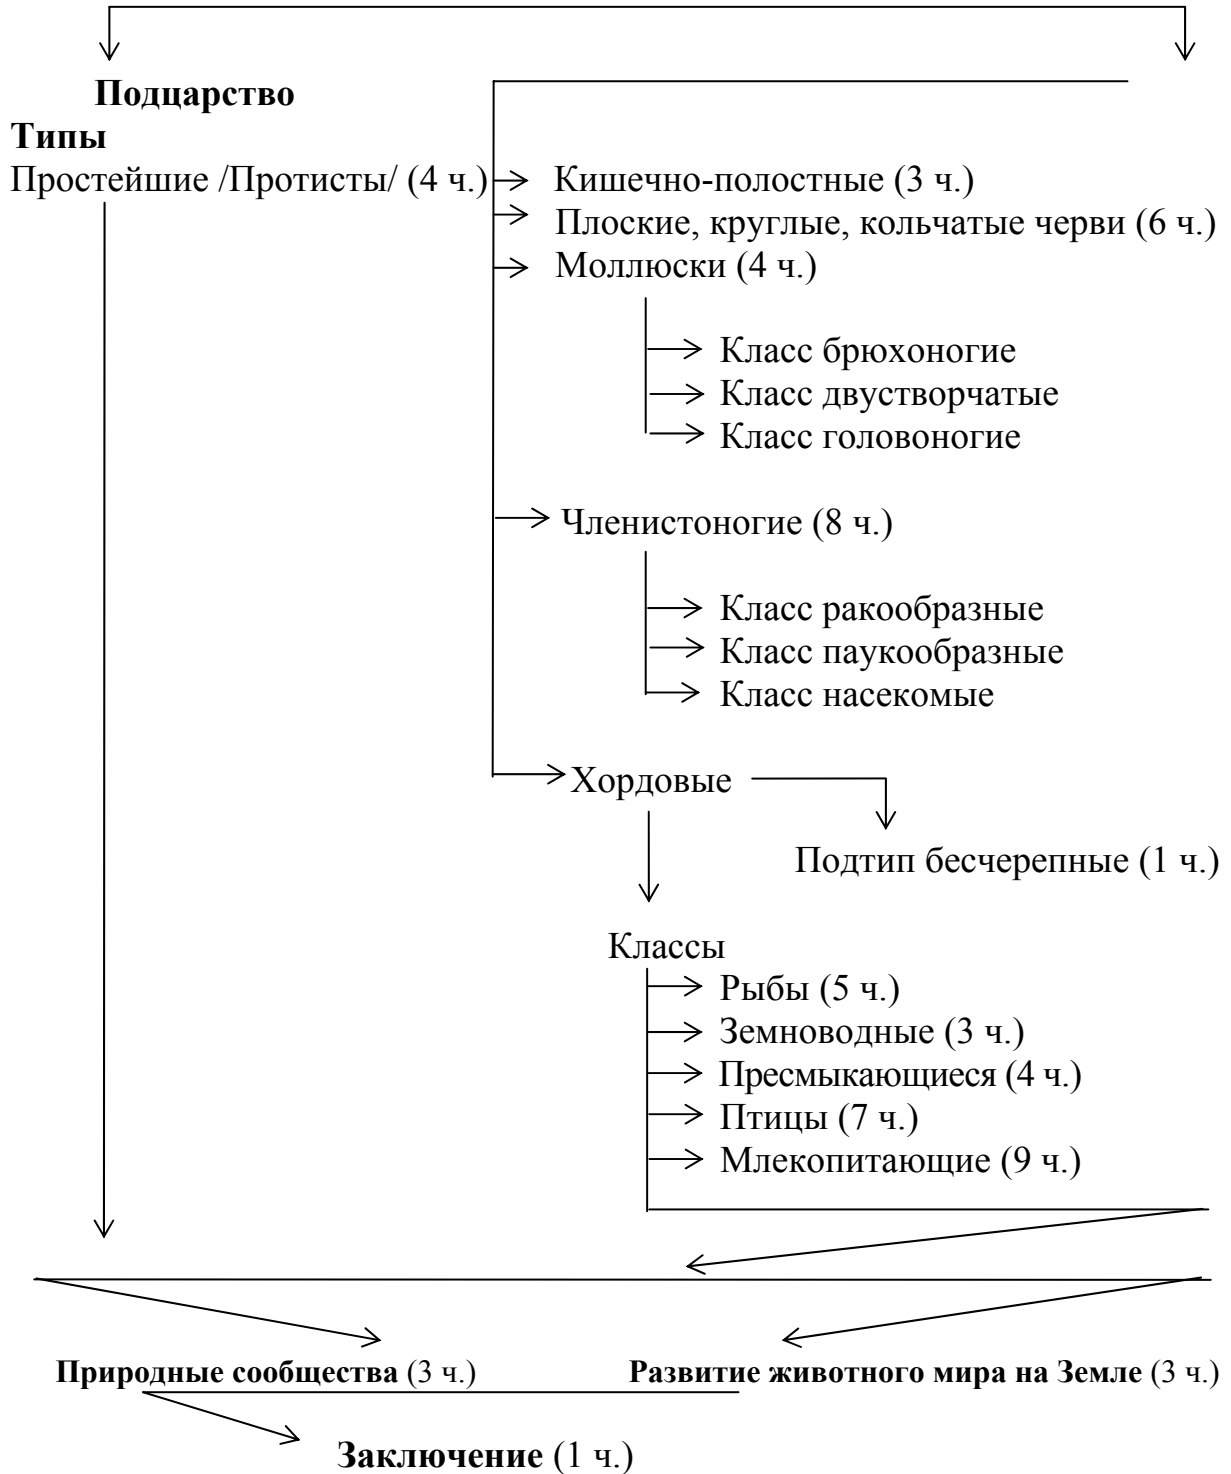 Подцарство
Типы
Простейшие /Протисты/ (4 ч.)
Кишечно-полостные (3 ч.)
Плоские, круглые, кольчатые черви (6 ч.)
Моллюски (4 ч.)
Класс брюхоногие
Класс двустворчатые
Класс головоногие
Членистоногие (8 ч.)
Класс ракообразные
Класс паукообразные
Класс насекомые
Хордовые
Подтип бесчерепные (1 ч.)
Классы
Рыбы (5 ч.)
Земноводные (3 ч.)
Пресмыкающиеся (4 ч.)
Птицы (7 ч.)
Млекопитающие (9 ч.)
Природные сообщества (3 ч.)
Развитие животного мира на Земле (3 ч.)
Заключение (1 ч.)